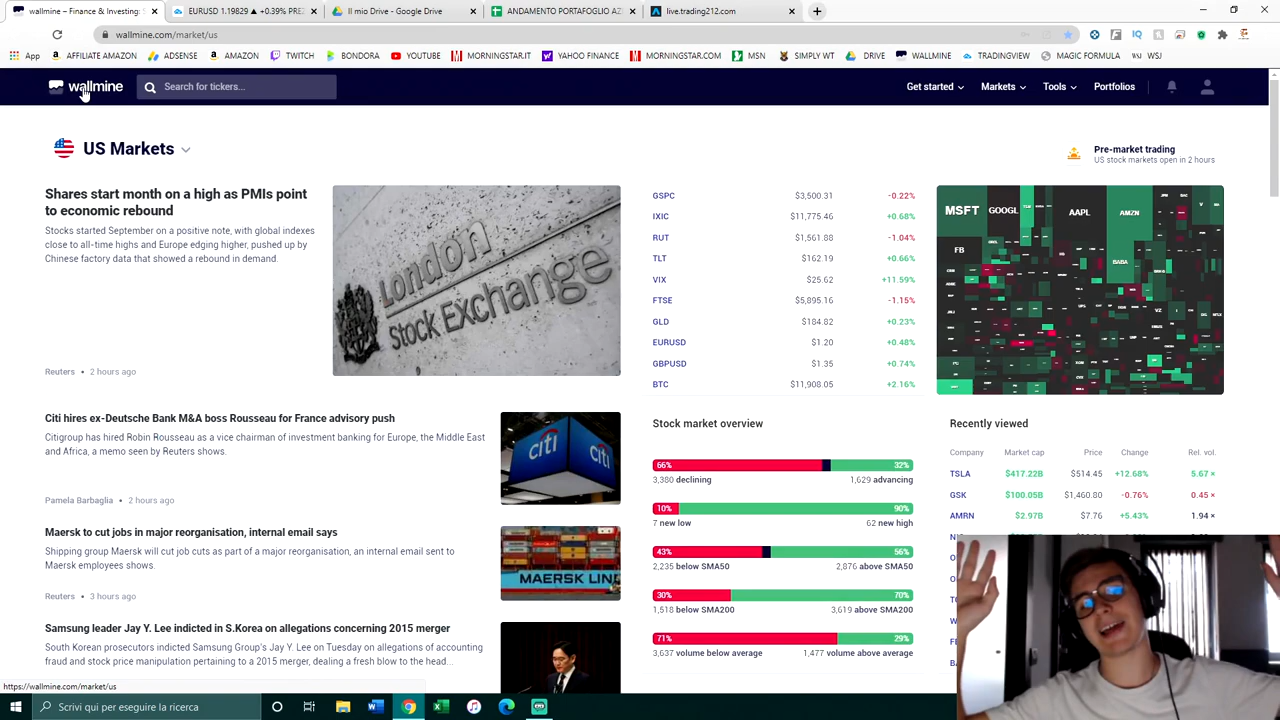 wallmine – Finance & Investing:
EURUSD 1.19829 ▲ +0.39% PREZ
Il mio Drive - Google Drive
ANDAMENTO PORTAFOGLIO AZ
live.trading212.com
wallmine.com/market/us
App
AFFILIATE AMAZON
ADSENSE
AMAZON
TWITCH
BONDORA
YOUTUBE
MORNINGSTAR.IT
YAHOO FINANCE
MORNINGSTAR.COM
MSN
SIMPLY WT
DRIVE
WALLMINE
TRADINGVIEW
MAGIC FORMULA
WSJ
wallmine
Search for tickers...
Get started
Markets
Tools
Portfolios
US Markets
Pre-market trading
US stock markets open in 2 hours
Shares start month on a high as PMIs point
to economic rebound
Stocks started September on a positive note, with global indexes
close to all-time highs and Europe edging higher, pushed up by
Chinese factory data that showed a rebound in demand.
Reuters • 2 hours ago
London
Stock Exchange
GSPC $3,500.31 -0.22%
IXIC $11,775.46 +0.68%
RUT $1,561.88 -1.04%
TLT $162.19 +0.66%
VIX $25.62 +11.59%
FTSE $5,895.16 -1.15%
GLD $184.82 +0.23%
EURUSD $1.20 +0.48%
GBPUSD $1.35 +0.74%
BTC $11,908.05 +2.16%
MSFT
GOOGL
AAPL
AMZN
FB
BABA
V
VZ
Citi hires ex-Deutsche Bank M&A boss Rousseau for France advisory push
Citigroup has hired Robin Rousseau as a vice chairman of investment banking for Europe, the Middle East
and Africa, a memo seen by Reuters shows.
Pamela Barbaglia • 2 hours ago
citi
citi
Maersk to cut jobs in major reorganisation, internal email says
Shipping group Maersk will cut job cuts as part of a major reorganisation, an internal email sent to
Maersk employees shows.
Reuters • 3 hours ago
MAERSK LINE
Samsung leader Jay Y. Lee indicted in S.Korea on allegations concerning 2015 merger
South Korean prosecutors indicted Samsung Group's Jay Y. Lee on Tuesday on allegations of accounting
fraud and stock price manipulation pertaining to a 2015 merger, dealing a fresh blow to the head...
Stock market overview
66% 32%
3,380 declining 1,629 advancing
10% 90%
7 new low 62 new high
43% 56%
2,235 below SMA50 2,876 above SMA50
30% 70%
1,518 below SMA200 3,619 above SMA200
71% 29%
3,637 volume below average 1,477 volume above average
Recently viewed
Company Market cap Price Change Rel. vol.
TSLA $417.22B $514.45 +12.68% 5.67 ×
GSK $100.05B $1,460.80 -0.76% 0.45 ×
AMRN $2.97B $7.76 +5.43% 1.94 ×
https://wallmine.com/market/us
Scrivi qui per eseguire la ricerca